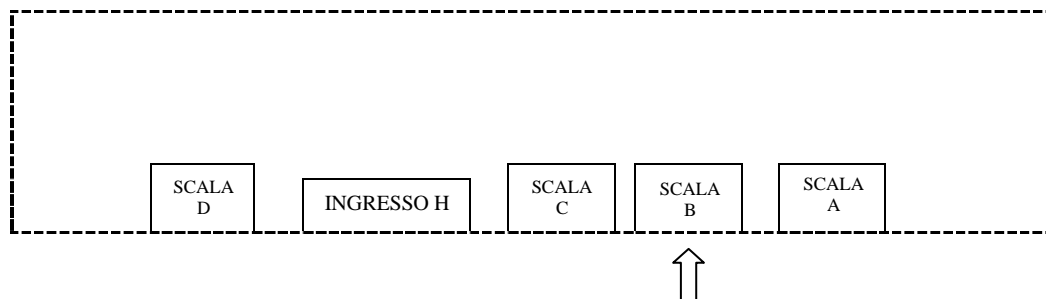 SCALA
D
INGRESSO H
SCALA
C
SCALA
B
SCALA
A